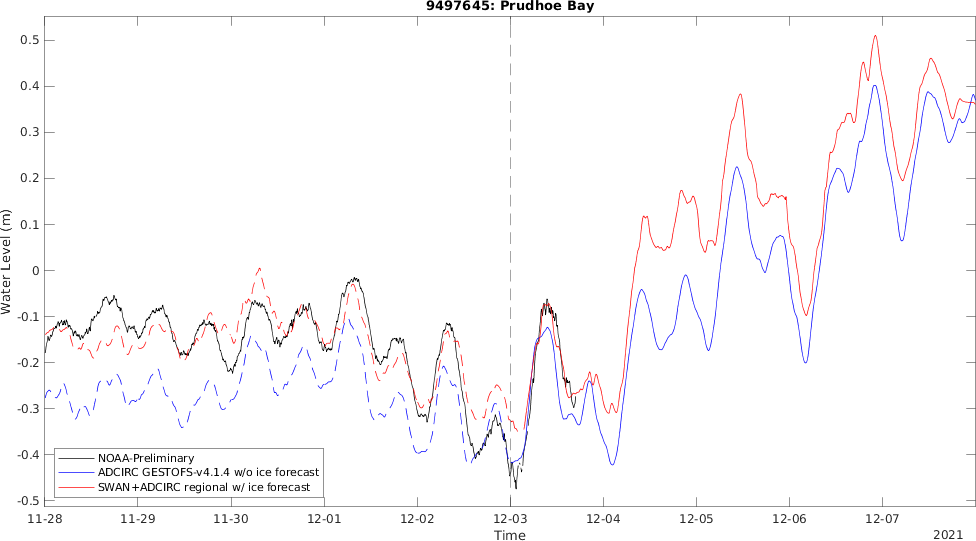 9497645: Prudhoe Bay
Water Level (m)
0.5
0.4
0.3
0.2
0.1
0
-0.1
-0.2
-0.3
-0.4
-0.5
NOAA-Preliminary
ADCIRC GESTOFS-v4.1.4 w/o ice forecast
SWAN+ADCIRC regional w/ ice forecast
11-28 11-29 11-30 12-01 12-02 12-03 12-04 12-05 12-06 12-07
Time
2021